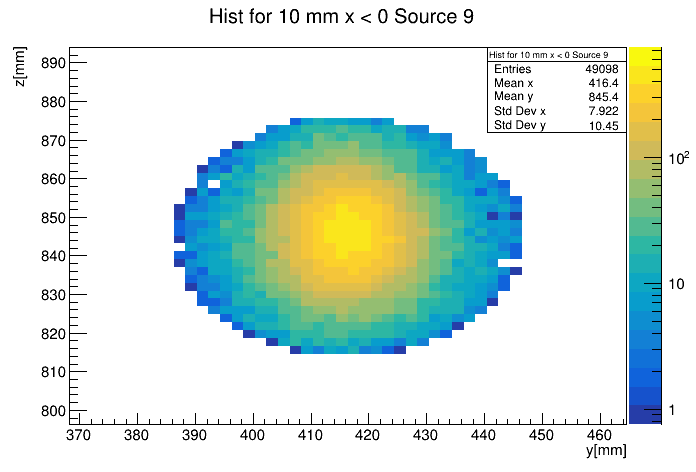 Hist for 10 mm x < 0 Source 9
z[mm]
Hist for 10 mm x < 0 Source 9
Entries 49098
Mean x 416.4
Mean y 845.4
Std Dev x 7.922
Std Dev y 10.45
890
880
870
860
850
840
830
820
810
800
10²
10
1
370 380 390 400 410 420 430 440 450 460
y[mm]